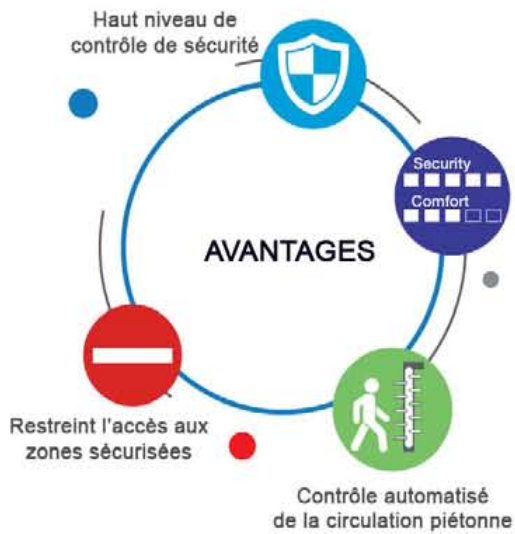 Haut niveau de
contrôle de sécurité
Security
Comfort
AVANTAGES
Restreint l'accès aux
zones sécurisées
Contrôle automatisé
de la circulation piétonne